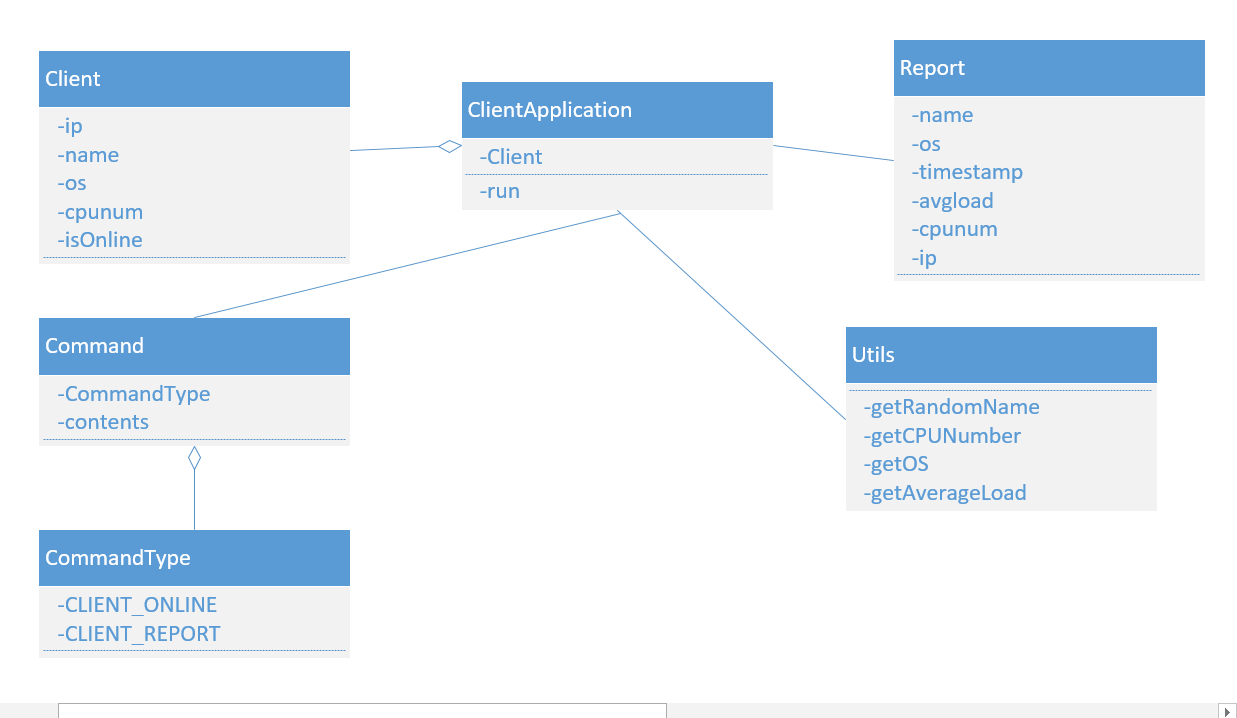 Client
-ip
-name
-os
-cpunum
-isOnline
ClientApplication
-Client
-run
Report
-name
-os
-timestamp
-avgload
-cpunum
-ip
Command
-CommandType
-contents
Utils
-getRandomName
-getCPUNumber
-getOS
-getAverageLoad
CommandType
-CLIENT_ONLINE
-CLIENT_REPORT